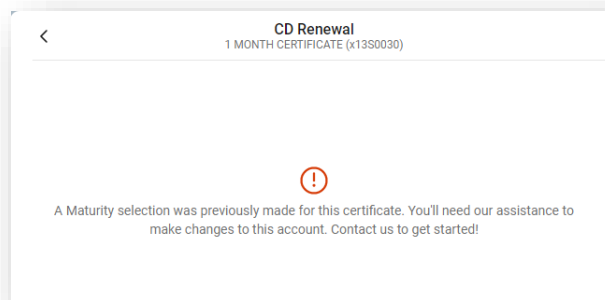 CD Renewal
1 MONTH CERTIFICATE (x13S0030)
A Maturity selection was previously made for this certificate. You'll need our assistance to
make changes to this account. Contact us to get started!